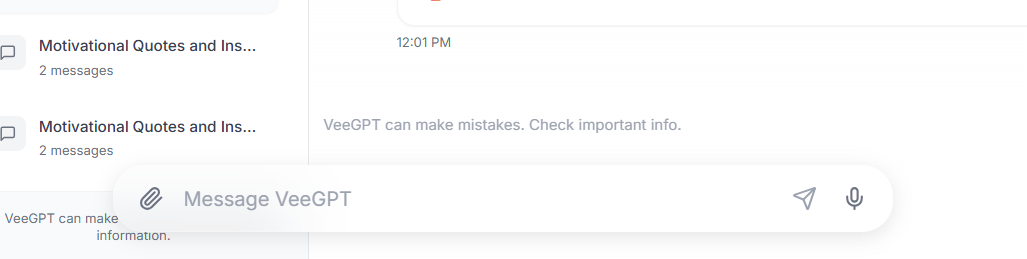 Motivational Quotes and Ins...
2 messages
Motivational Quotes and Ins...
2 messages
VeeGPT can make
information.
12:01 PM
VeeGPT can make mistakes. Check important info.
Message VeeGPT